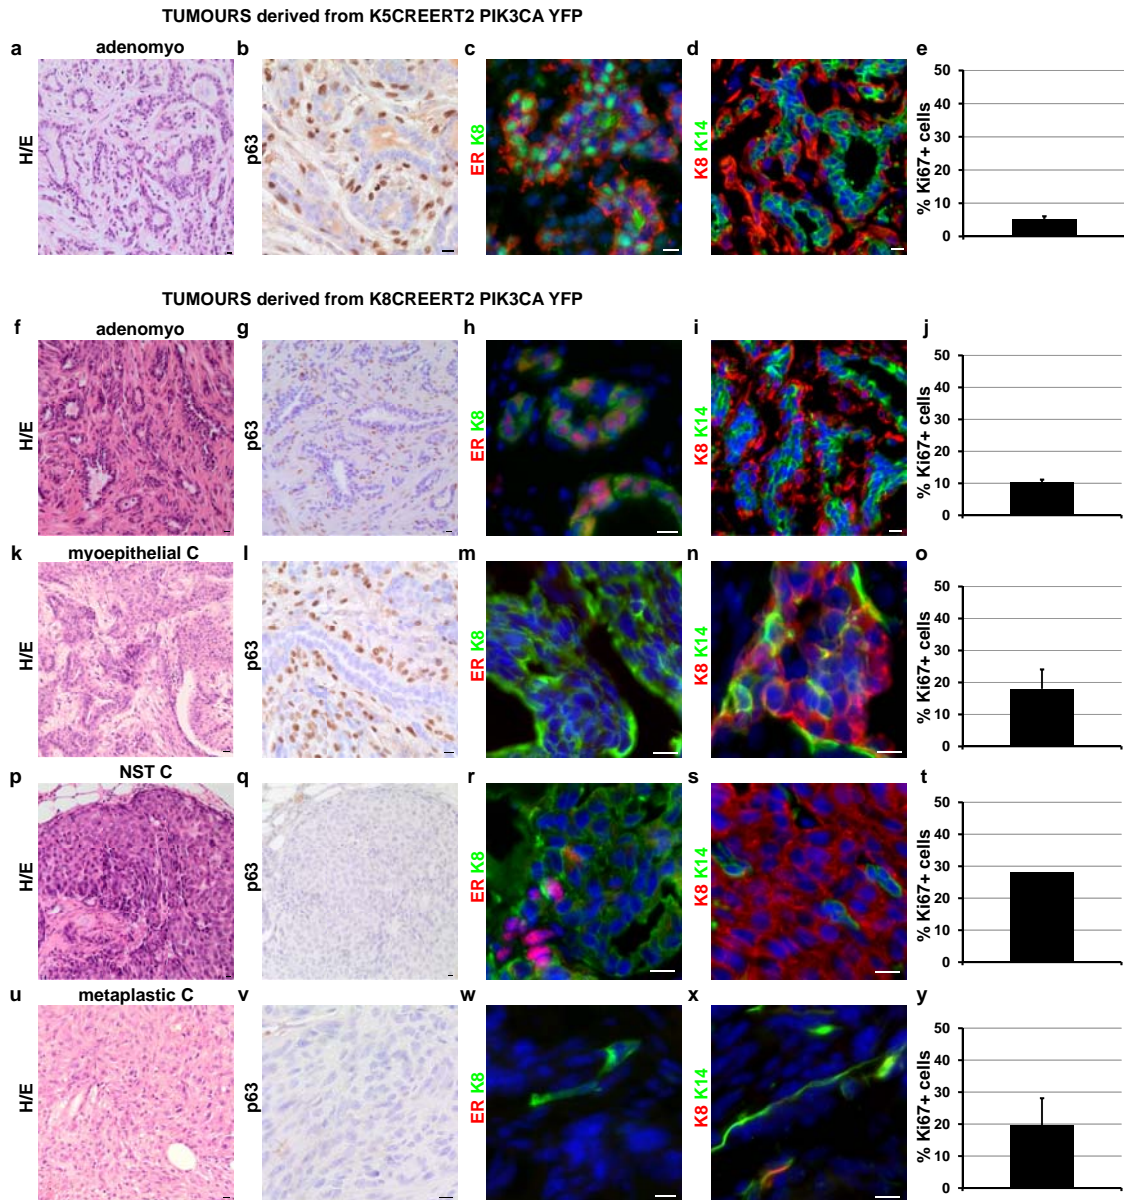 TUMOURS derived from K5CREERT2 PIK3CA YFP
a adenomyo b c d e
H/E p63 ER K8 K8 K14 % Ki67+ cells
50
40
30
20
10
0
TUMOURS derived from K8CREERT2 PIK3CA YFP
f adenomyo g h i j
H/E p63 ER K8 K8 K14 % Ki67+ cells
50
40
30
20
10
0
k myoepithelial C l m n o
H/E p63 ER K8 K8 K14 % Ki67+ cells
50
40
30
20
10
0
p NST C q r s t
H/E p63 ER K8 K8 K14 % Ki67+ cells
50
40
30
20
10
0
u metaplastic C v w x y
H/E p63 ER K8 K8 K14 % Ki67+ cells
50
40
30
20
10
0